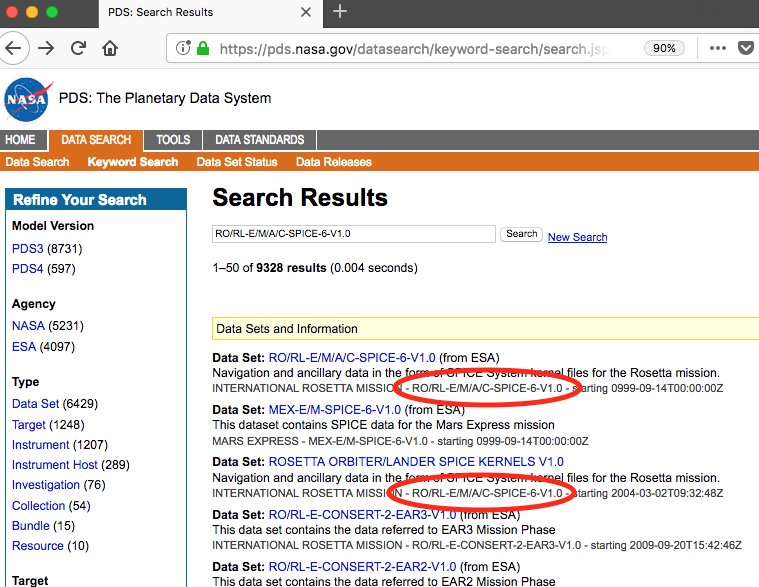 PDS: Search Results
https://pds.nasa.gov/datasearch/keyword-search/search.jsp
90%
NASA
PDS: The Planetary Data System
HOME DATA SEARCH TOOLS DATA STANDARDS
Data Search Keyword Search Data Set Status Data Releases
Refine Your Search
Model Version
PDS3 (8731)
PDS4 (597)
Agency
NASA (5231)
ESA (4097)
Type
Data Set (6429)
Target (1248)
Instrument (1207)
Instrument Host (289)
Investigation (76)
Collection (54)
Bundle (15)
Resource (10)
Target
Search Results
RO/RL-E/M/A/C-SPICE-6-V1.0 Search New Search
1–50 of 9328 results (0.004 seconds)
Data Sets and Information
Data Set: RO/RL-E/M/A/C-SPICE-6-V1.0 (from ESA)
Navigation and ancillary data in the form of SPICE System kernel files for the Rosetta mission.
INTERNATIONAL ROSETTA MISSION - RO/RL-E/M/A/C-SPICE-6-V1.0 - starting 0999-09-14T00:00:00Z
Data Set: MEX-E/M-SPICE-6-V1.0 (from ESA)
This dataset contains SPICE data for the Mars Express mission
MARS EXPRESS - MEX-E/M-SPICE-6-V1.0 - starting 0999-09-14T00:00:00Z
Data Set: ROSETTA ORBITER/LANDER SPICE KERNELS V1.0
Navigation and ancillary data in the form of SPICE System kernel files for the Rosetta mission.
INTERNATIONAL ROSETTA MISSION - RO/RL-E/M/A/C-SPICE-6-V1.0 - starting 2004-03-02T09:32:48Z
Data Set: RO/RL-E-CONSERT-2-EAR3-V1.0 (from ESA)
This data set contains the data referred to EAR3 Mission Phase
INTERNATIONAL ROSETTA MISSION - RO/RL-E-CONSERT-2-EAR3-V1.0 - starting 2009-09-20T15:42:46Z
Data Set: RO/RL-E-CONSERT-2-EAR2-V1.0 (from ESA)
This data set contains the data referred to EAR2 Mission Phase